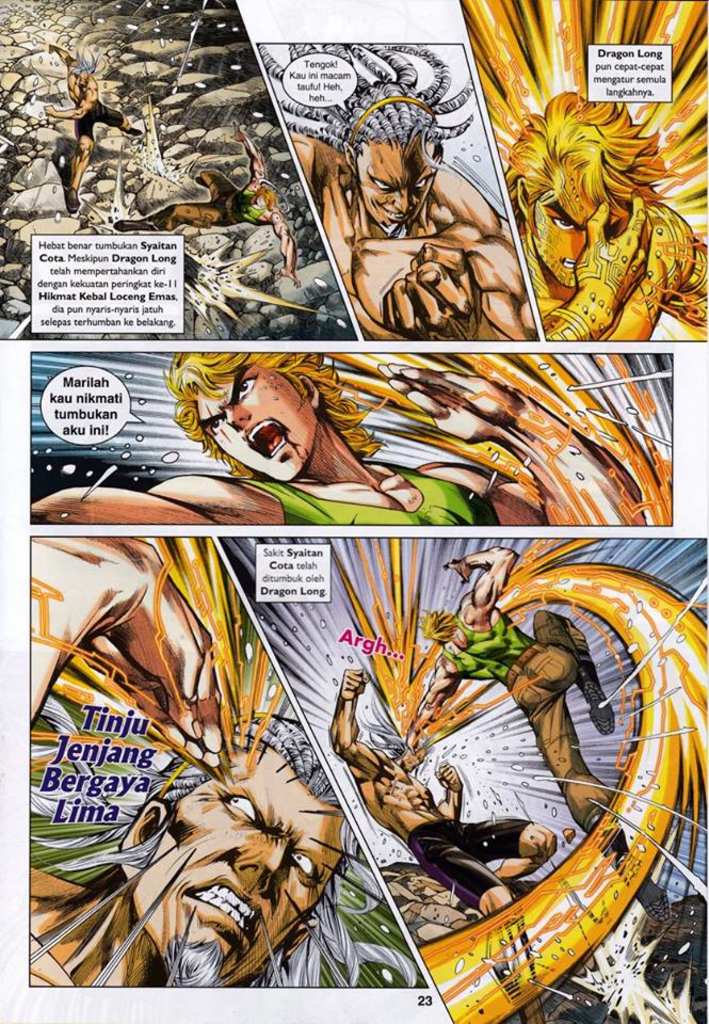 Hebat benar tumbukan Syaitan
Cota. Meskipun Dragon Long
telah mempertahankan diri
dengan kekuatan peringkat ke-11
Hikmat Kebal Loceng Emas,
dia pun nyaris-nyaris jatuh
selepas terhumban ke belakang.
Tengok!
Kau ini macam
taufu! Heh,
heh...
Dragon Long
pun cepat-cepat
mengatur semula
langkahnya.
Marilah
kau nikmati
tumbukan
aku ini!
Tinju
Jenjang
Bergaya
Lima
Sakit Syaitan
Cota telah
ditumbuk oleh
Dragon Long.
Argh...
23